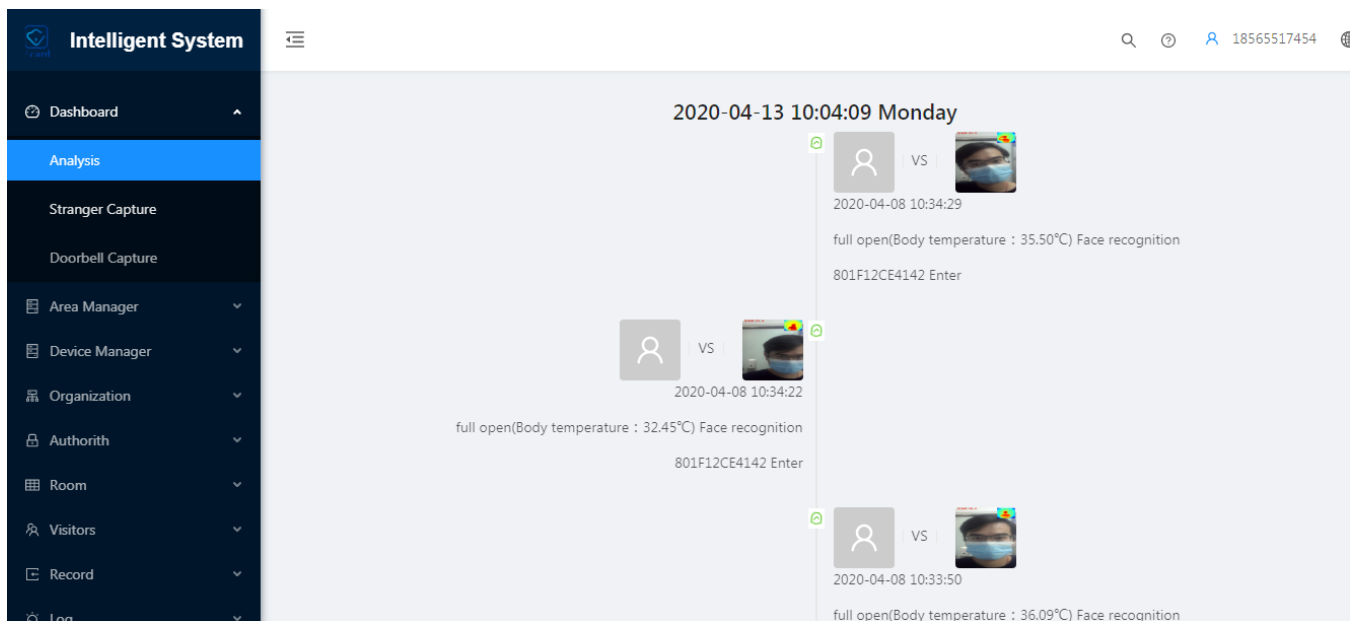 Intelligent System
18565517454
Dashboard
Analysis
Stranger Capture
Doorbell Capture
Area Manager
Device Manager
Organization
Authorith
Room
Visitors
Record
Log
2020-04-13 10:04:09 Monday
VS
2020-04-08 10:34:29
full open(Body temperature：35.50℃) Face recognition
801F12CE4142 Enter
VS
2020-04-08 10:34:22
full open(Body temperature：32.45℃) Face recognition
801F12CE4142 Enter
VS
2020-04-08 10:33:50
full open(Body temperature：36.09℃) Face recognition